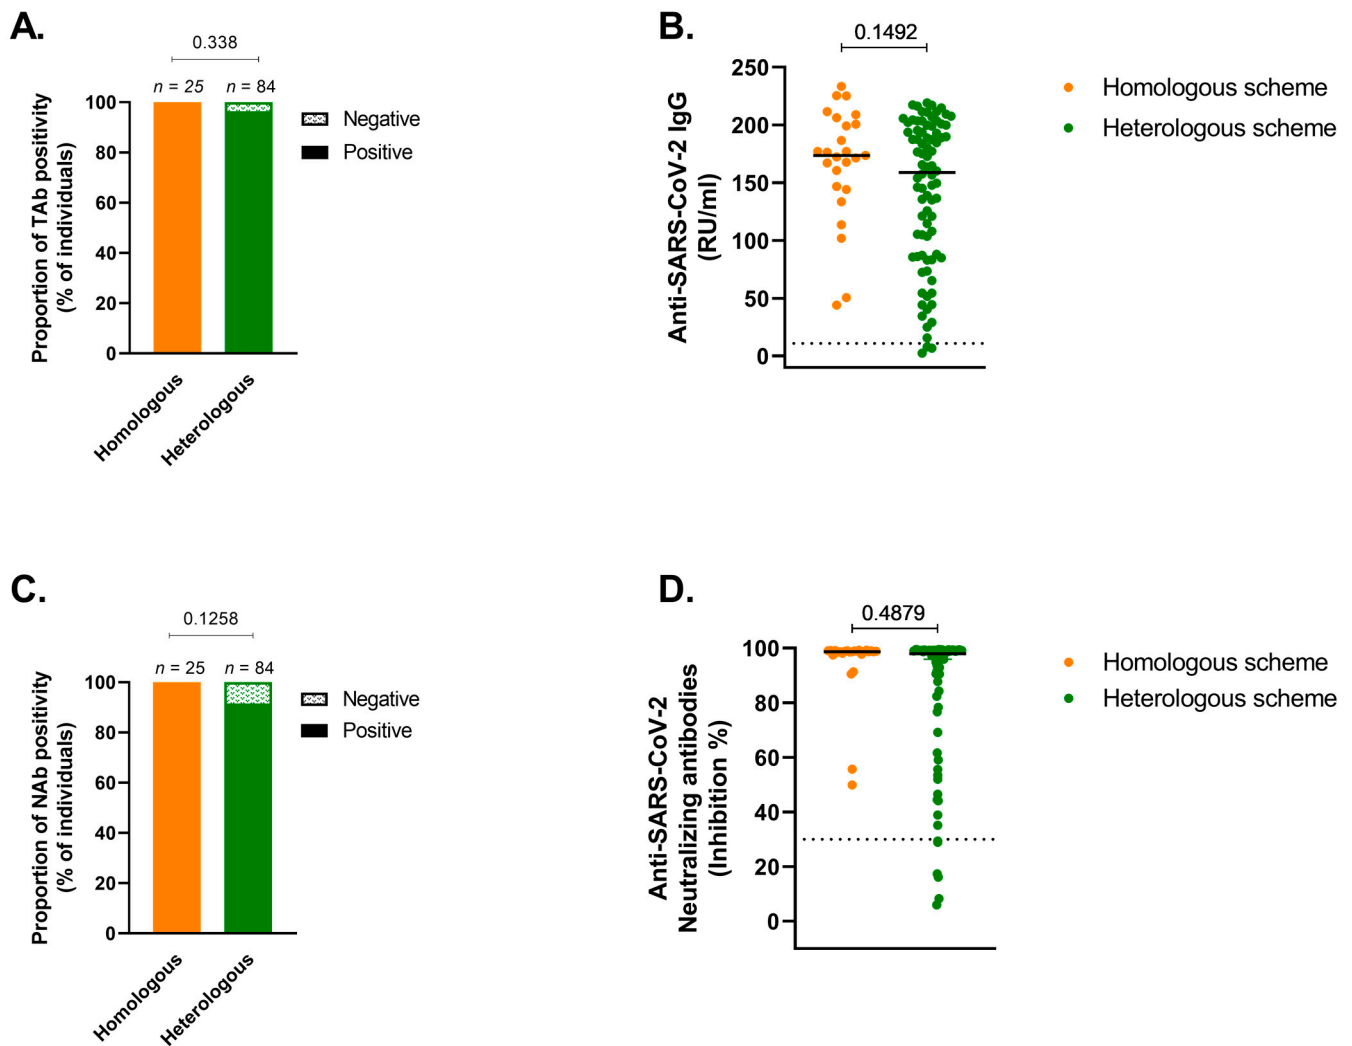 A.
0.338
n = 25
n = 84
Proportion of TAb positivity
(% of individuals)
100
80
60
40
20
0
Homologous
Heterologous
Negative
Positive
B.
0.1492
Anti-SARS-CoV-2 IgG
(RU/ml)
250
200
150
100
50
0
Homologous scheme
Heterologous scheme
C.
0.1258
n = 25
n = 84
Proportion of NAb positivity
(% of individuals)
100
80
60
40
20
0
Homologous
Heterologous
Negative
Positive
D.
0.4879
Anti-SARS-CoV-2
Neutralizing antibodies
(Inhibition %)
100
80
60
40
20
0
Homologous scheme
Heterologous scheme